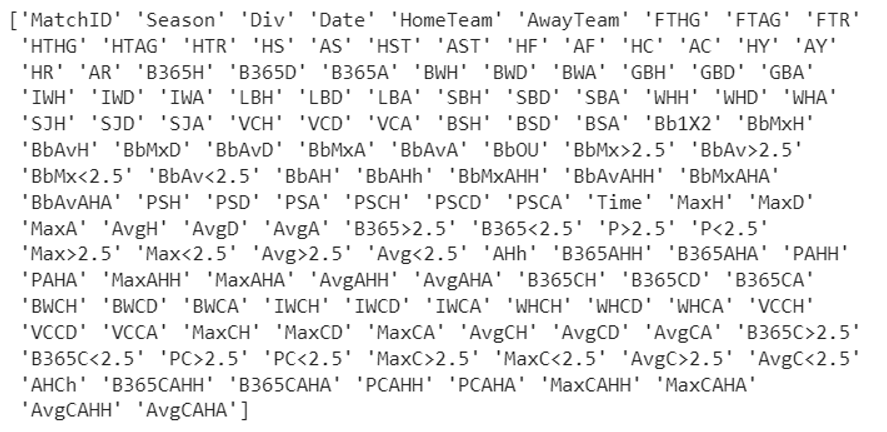 ['MatchID' 'Season' 'Div' 'Date' 'HomeTeam' 'AwayTeam' 'FTHG' 'FTAG' 'FTR'
'HTHG' 'HTAG' 'HTR' 'HS' 'AS' 'HST' 'AST' 'HF' 'AF' 'HC' 'AC' 'HY' 'AY'
'HR' 'AR' 'B365H' 'B365D' 'B365A' 'BWH' 'BWD' 'BWA' 'GBH' 'GBD' 'GBA'
'IWH' 'IWD' 'IWA' 'LBH' 'LBD' 'LBA' 'SBH' 'SBD' 'SBA' 'WHH' 'WHD' 'WHA'
'SJH' 'SJD' 'SJA' 'VCH' 'VCD' 'VCA' 'BSH' 'BSD' 'BSA' 'Bb1X2' 'BbMxH'
'BbAvH' 'BbMxD' 'BbAvD' 'BbMxA' 'BbAvA' 'BbOU' 'BbMx>2.5' 'BbAv>2.5'
'BbMx<2.5' 'BbAv<2.5' 'BbAH' 'BbAHh' 'BbMxAHH' 'BbAvAHH' 'BbMxAHA'
'BbAvAHA' 'PSH' 'PSD' 'PSA' 'PSCH' 'PSCD' 'PSCA' 'Time' 'MaxH' 'MaxD'
'MaxA' 'AvgH' 'AvgD' 'AvgA' 'B365>2.5' 'B365<2.5' 'P>2.5' 'P<2.5'
'Max>2.5' 'Max<2.5' 'Avg>2.5' 'Avg<2.5' 'AHh' 'B365AHH' 'B365AHA' 'PAHH'
'PAHA' 'MaxAHH' 'MaxAHA' 'AvgAHH' 'AvgAHA' 'B365CH' 'B365CD' 'B365CA'
'BWCH' 'BWCD' 'BWCA' 'IWCH' 'IWCD' 'IWCA' 'WHCH' 'WHCD' 'WHCA' 'VCCH'
'VCCD' 'VCCA' 'MaxCH' 'MaxCD' 'MaxCA' 'AvgCH' 'AvgCD' 'AvgCA' 'B365C>2.5'
'B365C<2.5' 'PC>2.5' 'PC<2.5' 'MaxC>2.5' 'MaxC<2.5' 'AvgC>2.5' 'AvgC<2.5'
'AHCh' 'B365CAHH' 'B365CAHA' 'PCAHH' 'PCAHA' 'MaxCAHH' 'MaxCAHA'
'AvgCAHH' 'AvgCAHA']